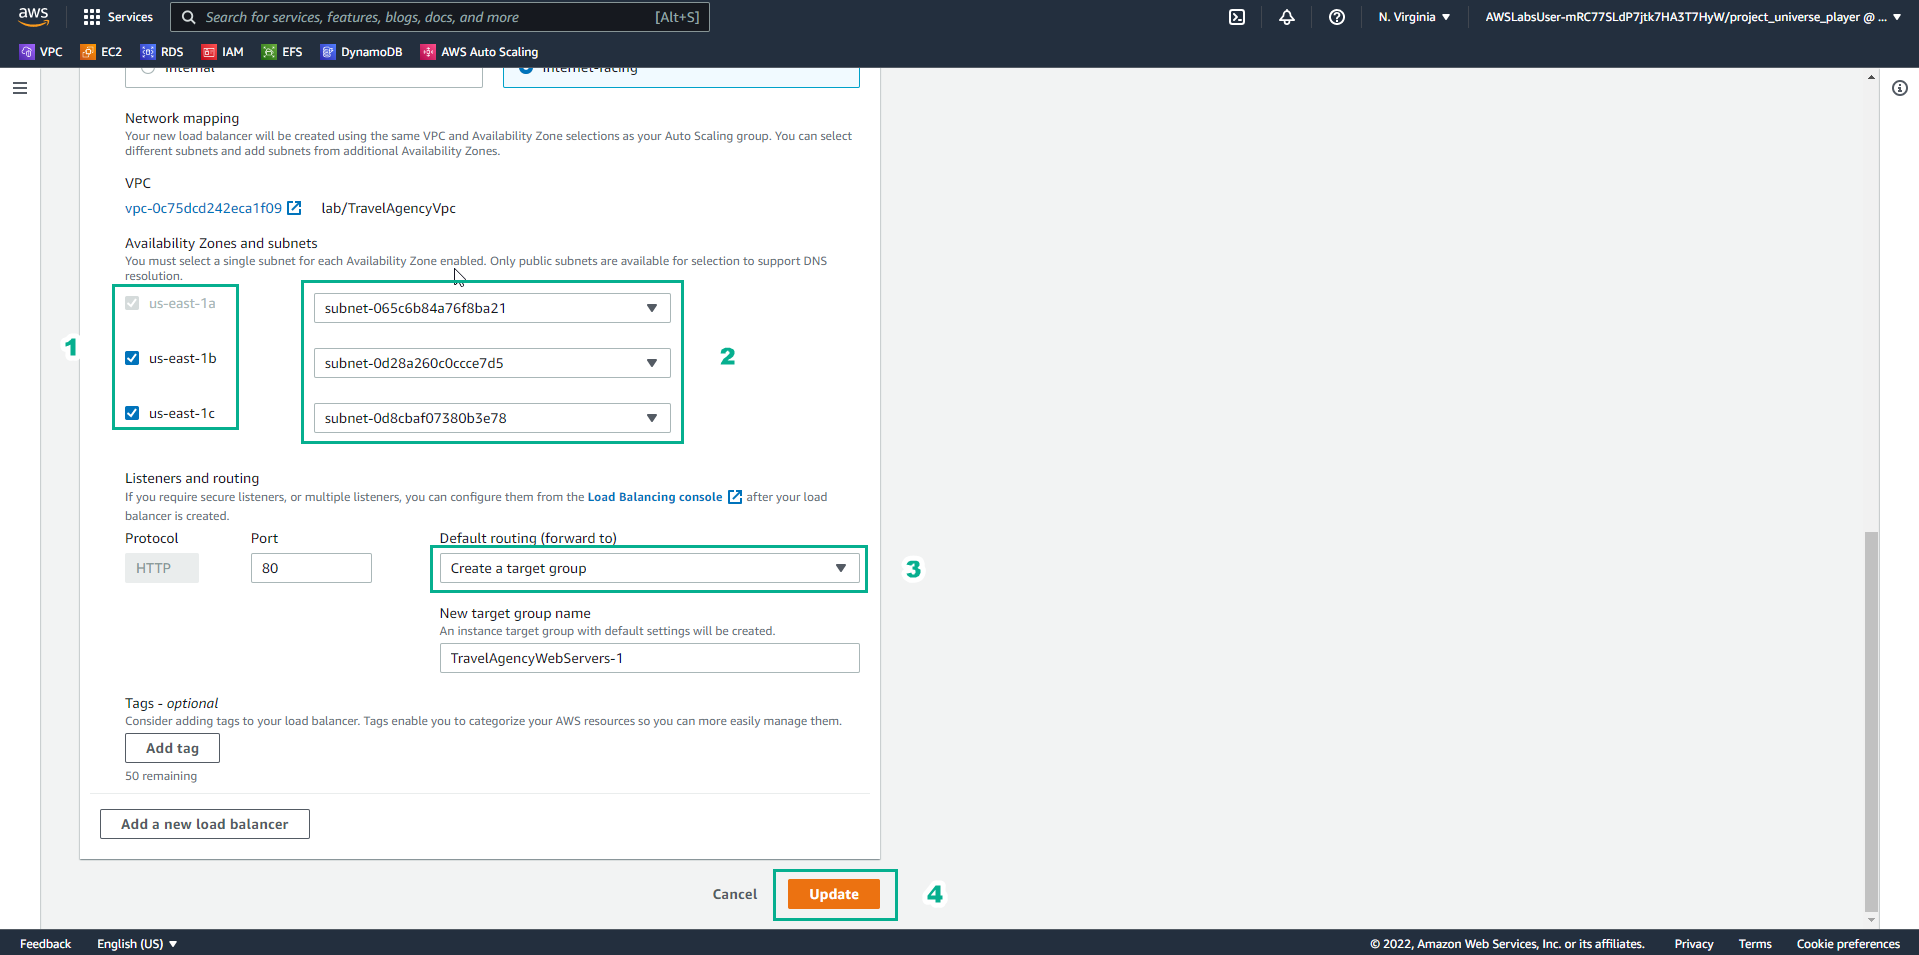 aws
Services
Search for services, features, blogs, docs, and more [Alt+S]
N. Virginia
AWSLabsUser-mRC77SLdP7jtk7HA3T7HyW/project_universe_player @ ...
VPC EC2 RDS IAM EFS DynamoDB AWS Auto Scaling
Internal Internet-facing
Network mapping
Your new load balancer will be created using the same VPC and Availability Zone selections as your Auto Scaling group. You can select
different subnets and add subnets from additional Availability Zones.
VPC
vpc-0c75dcd242eca1f09 lab/TravelAgencyVpc
Availability Zones and subnets
You must select a single subnet for each Availability Zone enabled. Only public subnets are available for selection to support DNS
resolution.
us-east-1a subnet-065c6b84a76f8ba21
1 us-east-1b subnet-0d28a260c0ccce7d5 2
us-east-1c subnet-0d8cbaf07380b3e78
Listeners and routing
If you require secure listeners, or multiple listeners, you can configure them from the Load Balancing console after your load
balancer is created.
Protocol Port Default routing (forward to)
HTTP 80 Create a target group 3
New target group name
An instance target group with default settings will be created.
TravelAgencyWebServers-1
Tags - optional
Consider adding tags to your load balancer. Tags enable you to categorize your AWS resources so you can more easily manage them.
Add tag
50 remaining
Add a new load balancer
Cancel Update 4
Feedback English (US) © 2022, Amazon Web Services, Inc. or its affiliates. Privacy Terms Cookie preferences